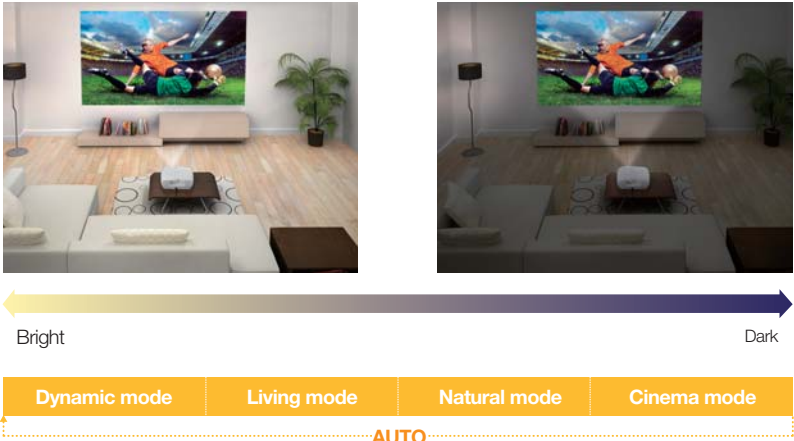 Bright
Dark
Dynamic mode
Living mode
Natural mode
Cinema mode
AUTO